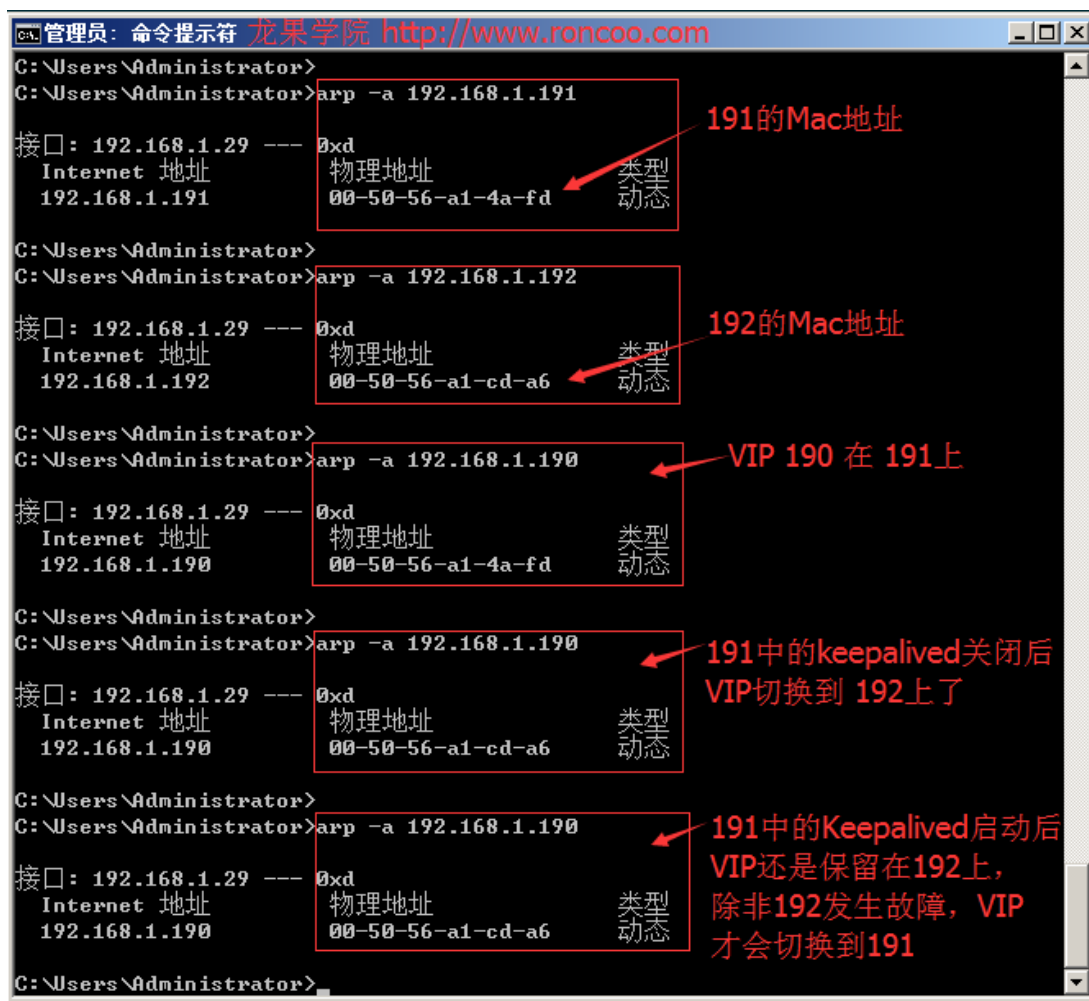 管理员: 命令提示符 龙果学院 http://www.roncoo.com
C:\Users\Administrator>
C:\Users\Administrator>arp -a 192.168.1.191
191的Mac地址
接口: 192.168.1.29 --- 0xd
Internet 地址 物理地址 类型
192.168.1.191 00-50-56-a1-4a-fd 动态
C:\Users\Administrator>
C:\Users\Administrator>arp -a 192.168.1.192
192的Mac地址
接口: 192.168.1.29 --- 0xd
Internet 地址 物理地址 类型
192.168.1.192 00-50-56-a1-cd-a6 动态
C:\Users\Administrator>
C:\Users\Administrator>arp -a 192.168.1.190
VIP 190 在 191上
接口: 192.168.1.29 --- 0xd
Internet 地址 物理地址 类型
192.168.1.190 00-50-56-a1-4a-fd 动态
C:\Users\Administrator>
C:\Users\Administrator>arp -a 192.168.1.190
191中的keepalived关闭后
VIP切换到 192上了
接口: 192.168.1.29 --- 0xd
Internet 地址 物理地址 类型
192.168.1.190 00-50-56-a1-cd-a6 动态
C:\Users\Administrator>
C:\Users\Administrator>arp -a 192.168.1.190
191中的Keepalived启动后
VIP还是保留在192上，
除非192发生故障，VIP
才会切换到191
接口: 192.168.1.29 --- 0xd
Internet 地址 物理地址 类型
192.168.1.190 00-50-56-a1-cd-a6 动态
C:\Users\Administrator>_